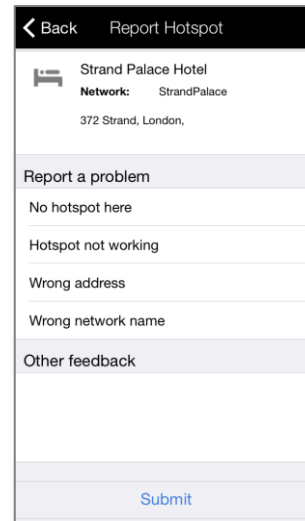 Back Report Hotspot
Strand Palace Hotel
Network: StrandPalace
372 Strand, London,
Report a problem
No hotspot here
Hotspot not working
Wrong address
Wrong network name
Other feedback
Submit